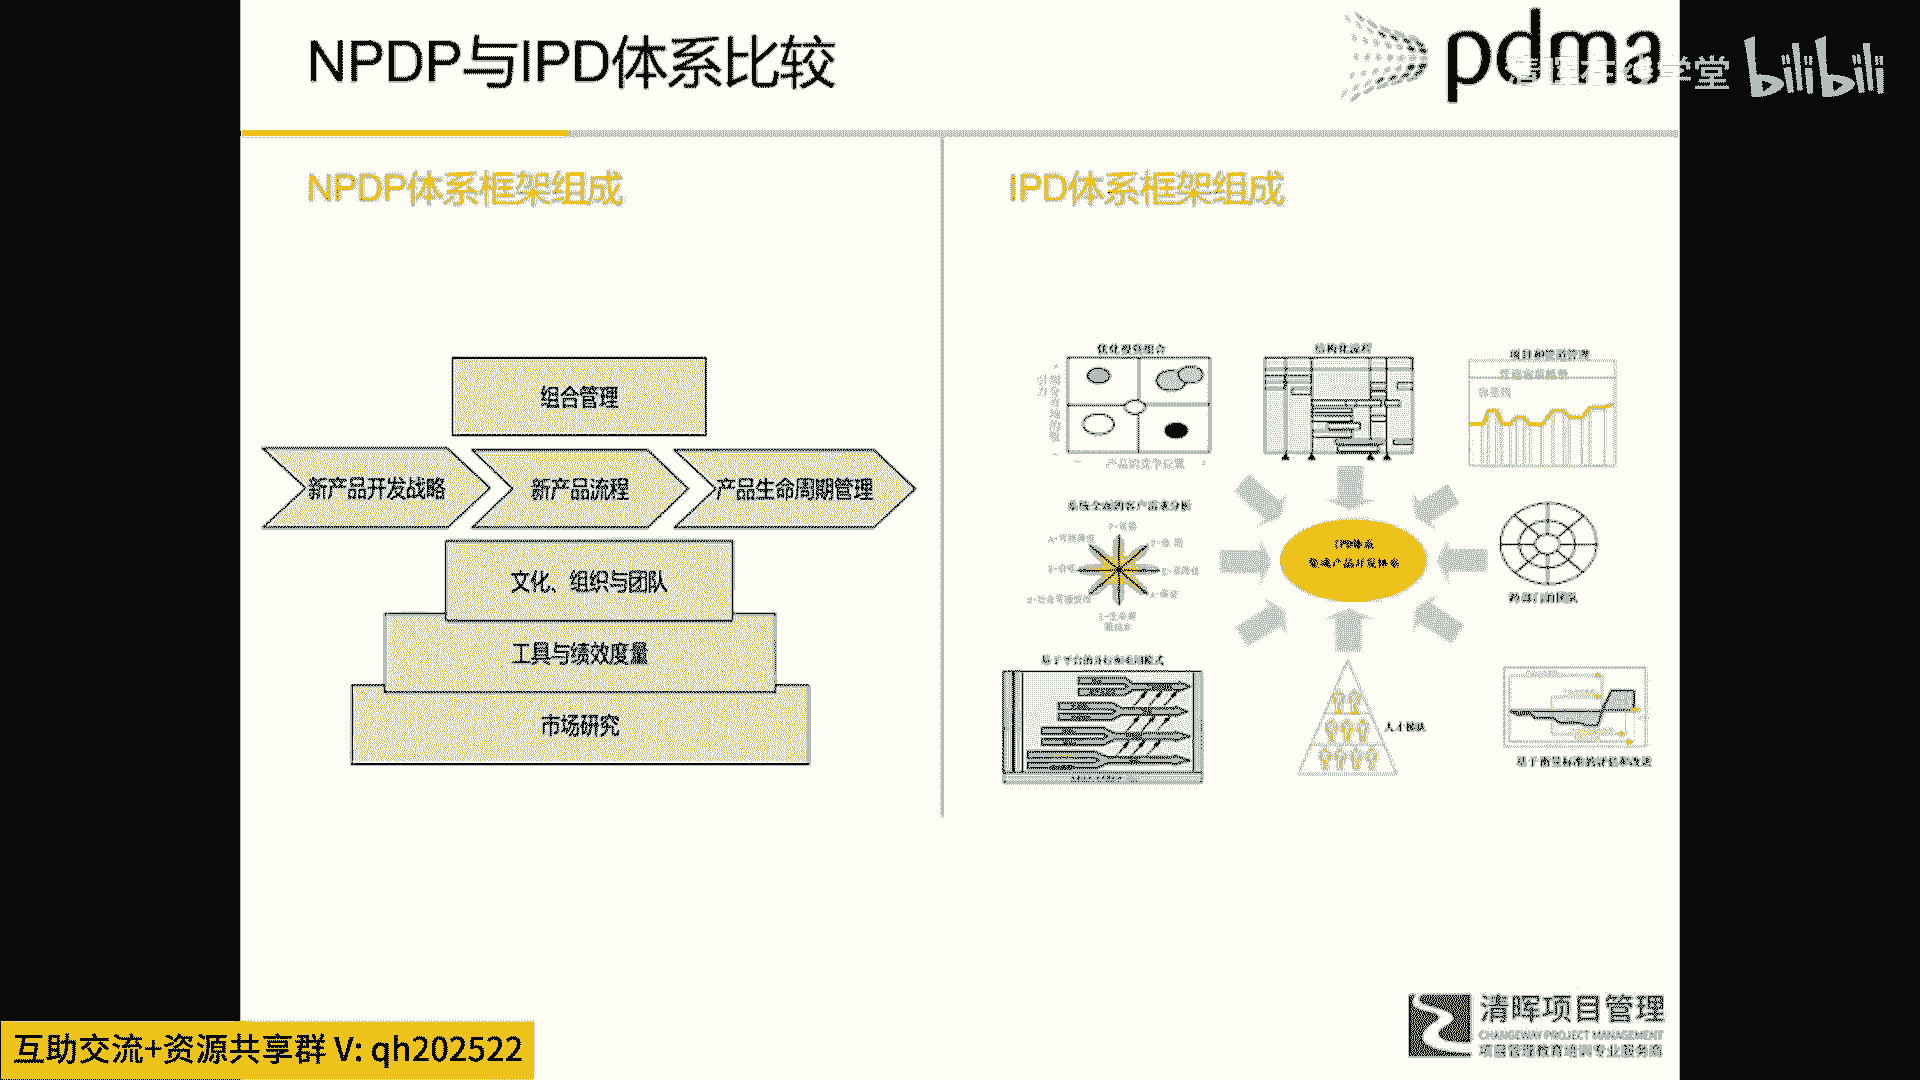 NPDP与IPD体系比较
pdma
清晖在线学堂
bilibili
NPDP体系框架组成
组合管理
新产品开发战略
新产品流程
产品生命周期管理
文化、组织与团队
工具与绩效度量
市场研究
IPD体系框架组成
优化投资组合
结构化流程
项目和管道管理
产品的竞争位置
系统全面的客户需求分析
IPD体系
集成产品开发体系
跨部门的团队
基于平台的并行和重用模式
人才梯队
基于衡量标准的评估和改进
清晖项目管理
CHANGEWAY PROJECT MANAGEMENT
项目管理教育培训专业服务商
互助交流+资源共享群 V: qh202522